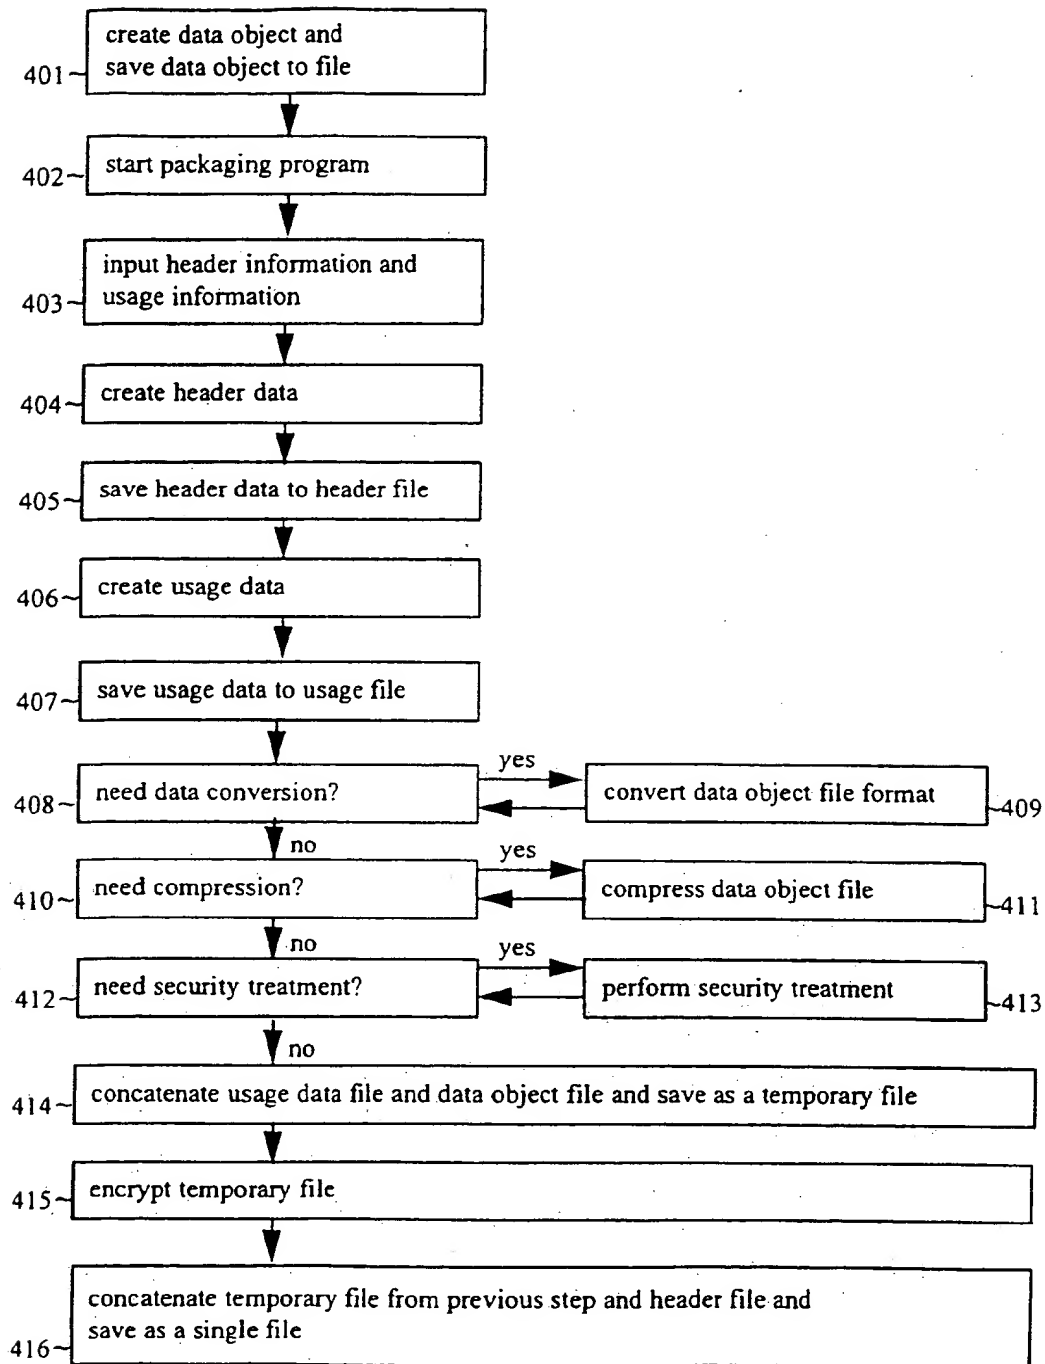 create data object and
save data object to file
401~
start packaging program
402~
input header information and
usage information
403~
create header data
404~
save header data to header file
405~
create usage data
406~
save usage data to usage file
407~
yes
need data conversion?
408~
convert data object file format
~409
no
yes
need compression?
410~
compress data object file
~411
no
yes
need security treatment?
412~
perform security treatment
~413
no
concatenate usage data file and data object file and save as a temporary file
414~
encrypt temporary file
415~
concatenate temporary file from previous step and header file and
save as a single file
416~